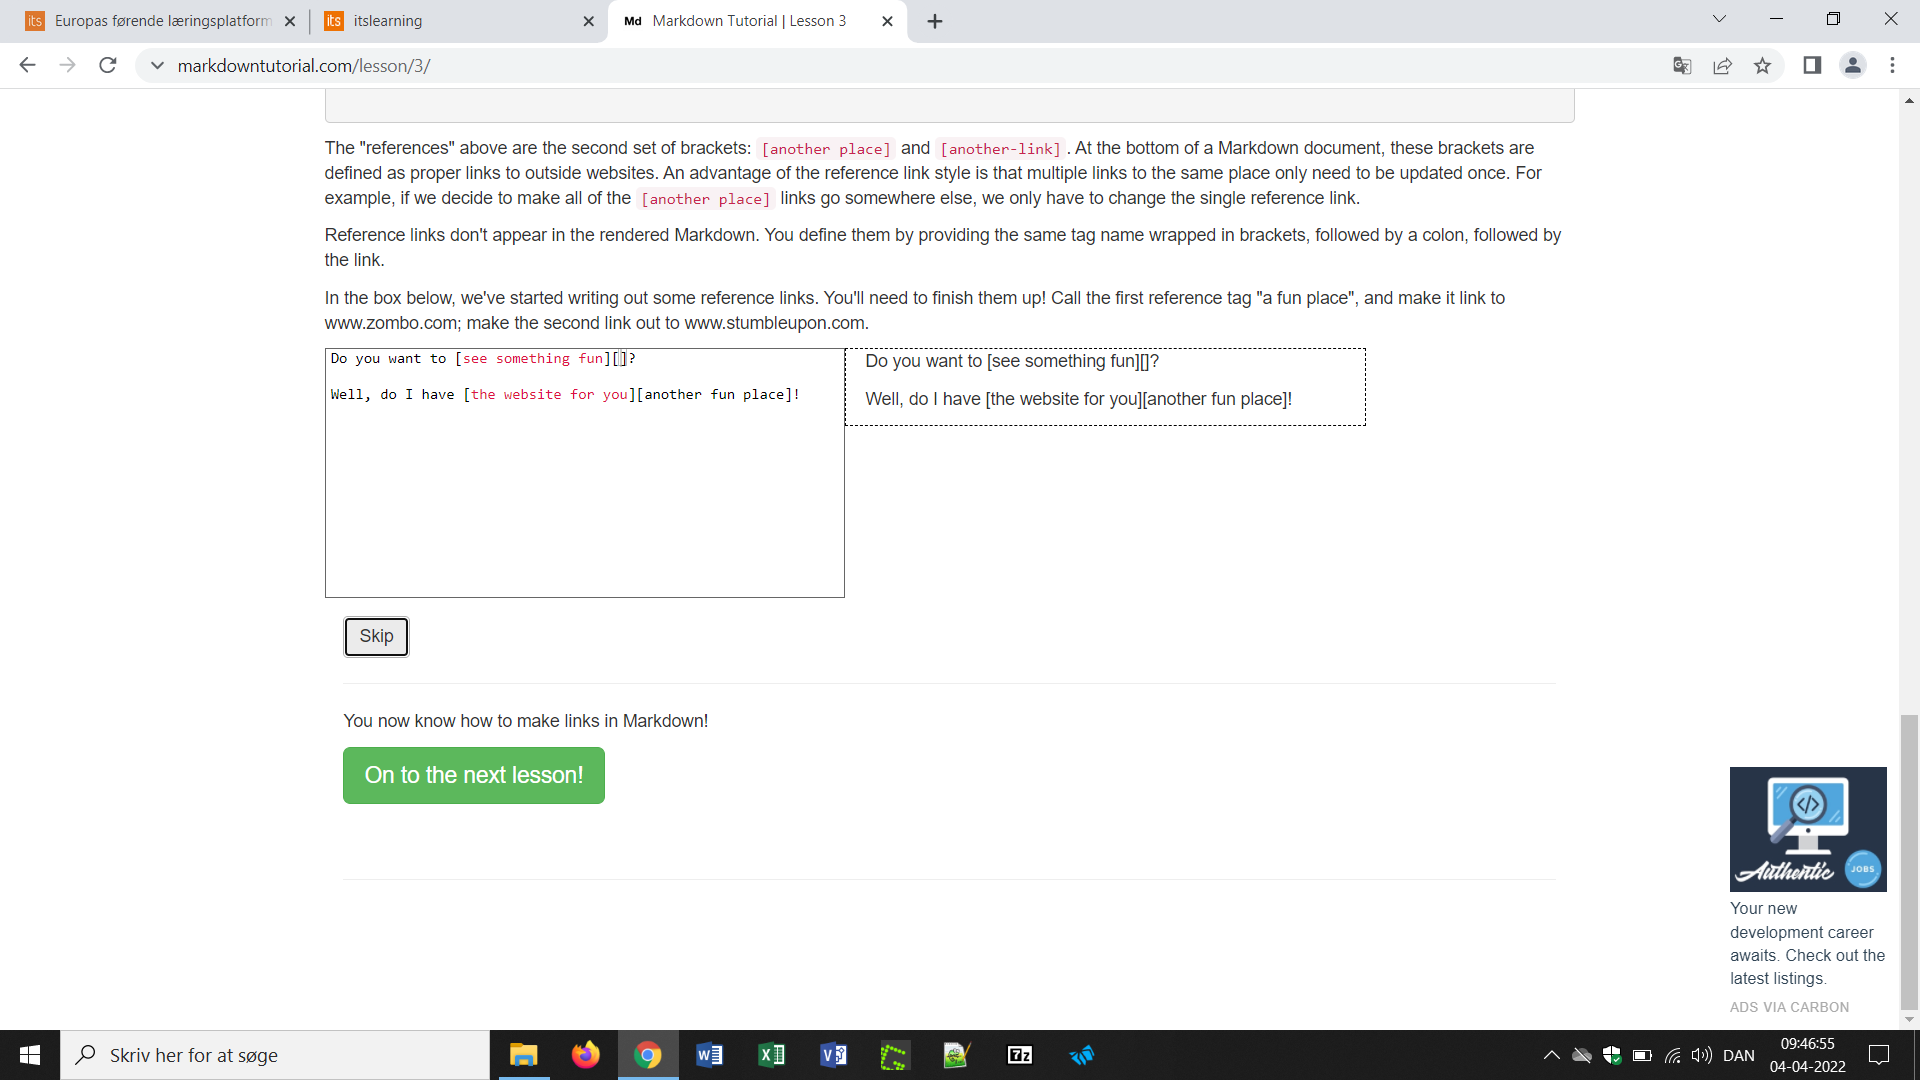 its Europas førende læringsplatform
its itslearning
Md Markdown Tutorial | Lesson 3
markdowntutorial.com/lesson/3/
The "references" above are the second set of brackets: [another place] and [another-link]. At the bottom of a Markdown document, these brackets are
defined as proper links to outside websites. An advantage of the reference link style is that multiple links to the same place only need to be updated once. For
example, if we decide to make all of the [another place] links go somewhere else, we only have to change the single reference link.
Reference links don't appear in the rendered Markdown. You define them by providing the same tag name wrapped in brackets, followed by a colon, followed by
the link.
In the box below, we've started writing out some reference links. You'll need to finish them up! Call the first reference tag "a fun place", and make it link to
www.zombo.com; make the second link out to www.stumbleupon.com.
Do you want to [see something fun][]?
Well, do I have [the website for you][another fun place]!
Do you want to [see something fun][]?
Well, do I have [the website for you][another fun place]!
Skip
You now know how to make links in Markdown!
On to the next lesson!
</>
Authentic JOBS
Your new
development career
awaits. Check out the
latest listings.
ADS VIA CARBON
Skriv her for at søge
7z
DAN
09:46:55
04-04-2022